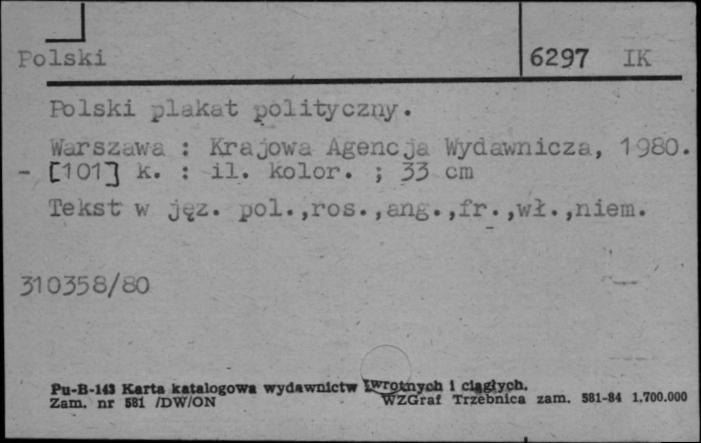 Polski
6297 IK
Polski plakat polityczny.
Warszawa : Krajowa Agencja Wydawnicza, 1980.
- [101] k. : il. kolor. ; 33 cm
Tekst w jęz. pol.,ros.,ang.,fr.,wł.,niem.
310358/80
Pu-B-143 Karta katalogowa wydawnictw zwrotnych i ciągłych.
Zam. nr 581 /DW/ON WZGraf Trzebnica zam. 581-84 1.700.000